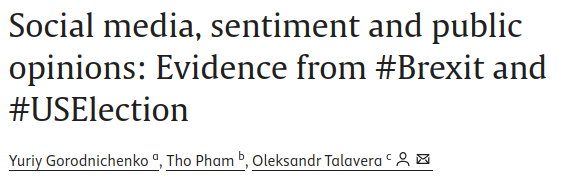 Social media, sentiment and public
opinions: Evidence from #Brexit and
#USElection
Yuriy Gorodnichenko a, Tho Pham b, Oleksandr Talavera c